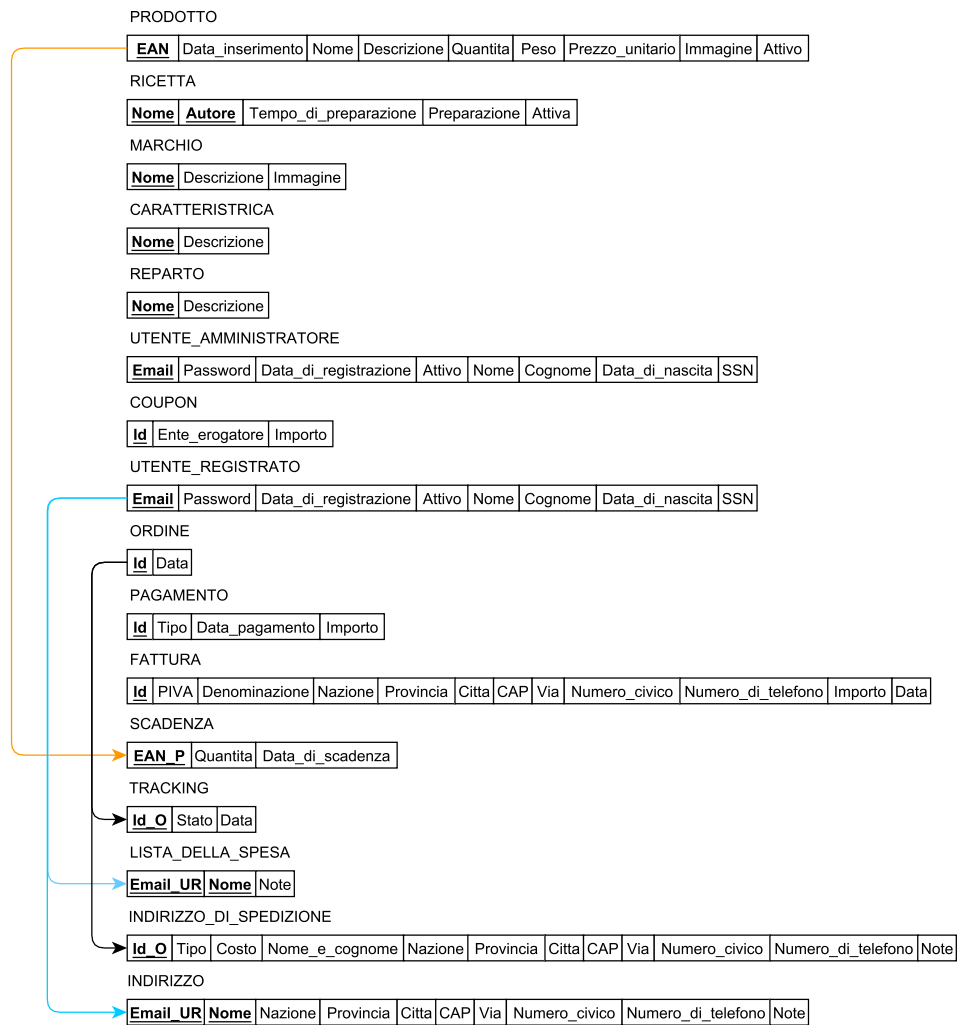 PRODOTTO
EAN Data_inserimento Nome Descrizione Quantita Peso Prezzo_unitario Immagine Attivo
RICETTA
Nome Autore Tempo_di_preparazione Preparazione Attiva
MARCHIO
Nome Descrizione Immagine
CARATTERISTRICA
Nome Descrizione
REPARTO
Nome Descrizione
UTENTE_AMMINISTRATORE
Email Password Data_di_registrazione Attivo Nome Cognome Data_di_nascita SSN
COUPON
Id Ente_erogatore Importo
UTENTE_REGISTRATO
Email Password Data_di_registrazione Attivo Nome Cognome Data_di_nascita SSN
ORDINE
Id Data
PAGAMENTO
Id Tipo Data_pagamento Importo
FATTURA
Id PIVA Denominazione Nazione Provincia Citta CAP Via Numero_civico Numero_di_telefono Importo Data
SCADENZA
EAN_P Quantita Data_di_scadenza
TRACKING
Id_O Stato Data
LISTA_DELLA_SPESA
Email_UR Nome Note
INDIRIZZO_DI_SPEDIZIONE
Id_O Tipo Costo Nome_e_cognome Nazione Provincia Citta CAP Via Numero_civico Numero_di_telefono Note
INDIRIZZO
Email_UR Nome Nazione Provincia Citta CAP Via Numero_civico Numero_di_telefono Note